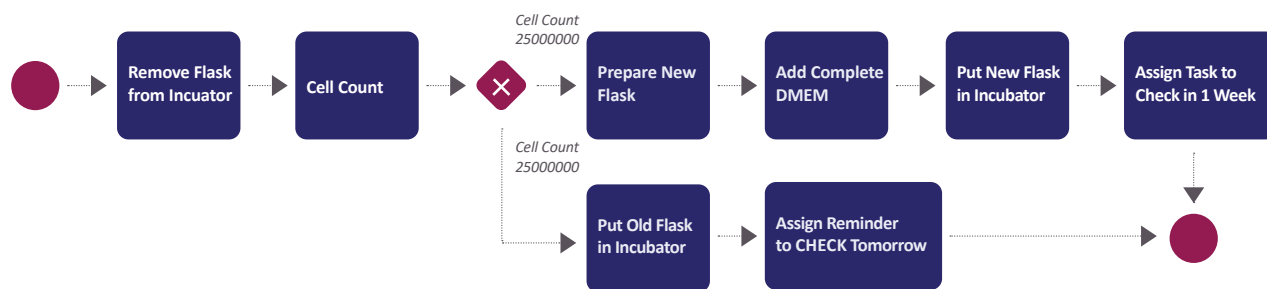 Cell Count
25000000
Remove Flask
from Incuator
Cell Count
Prepare New
Flask
Add Complete
DMEM
Put New Flask
in Incubator
Assign Task to
Check in 1 Week
Cell Count
25000000
Put Old Flask
in Incubator
Assign Reminder
to CHECK Tomorrow